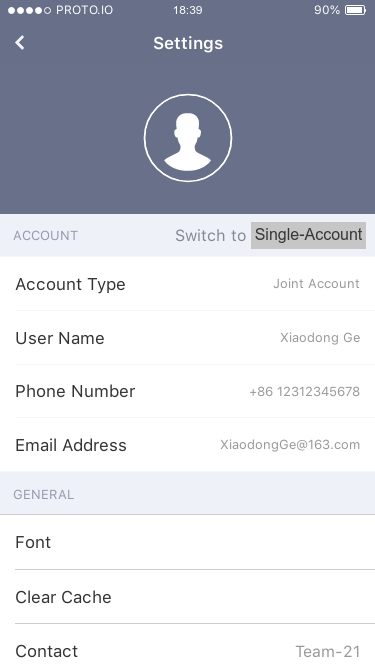 PROTO.IO 18:39 90%
Settings
ACCOUNT Switch to Single-Account
Account Type Joint Account
User Name Xiaodong Ge
Phone Number +86 12312345678
Email Address XiaodongGe@163.com
GENERAL
Font
Clear Cache
Contact Team-21